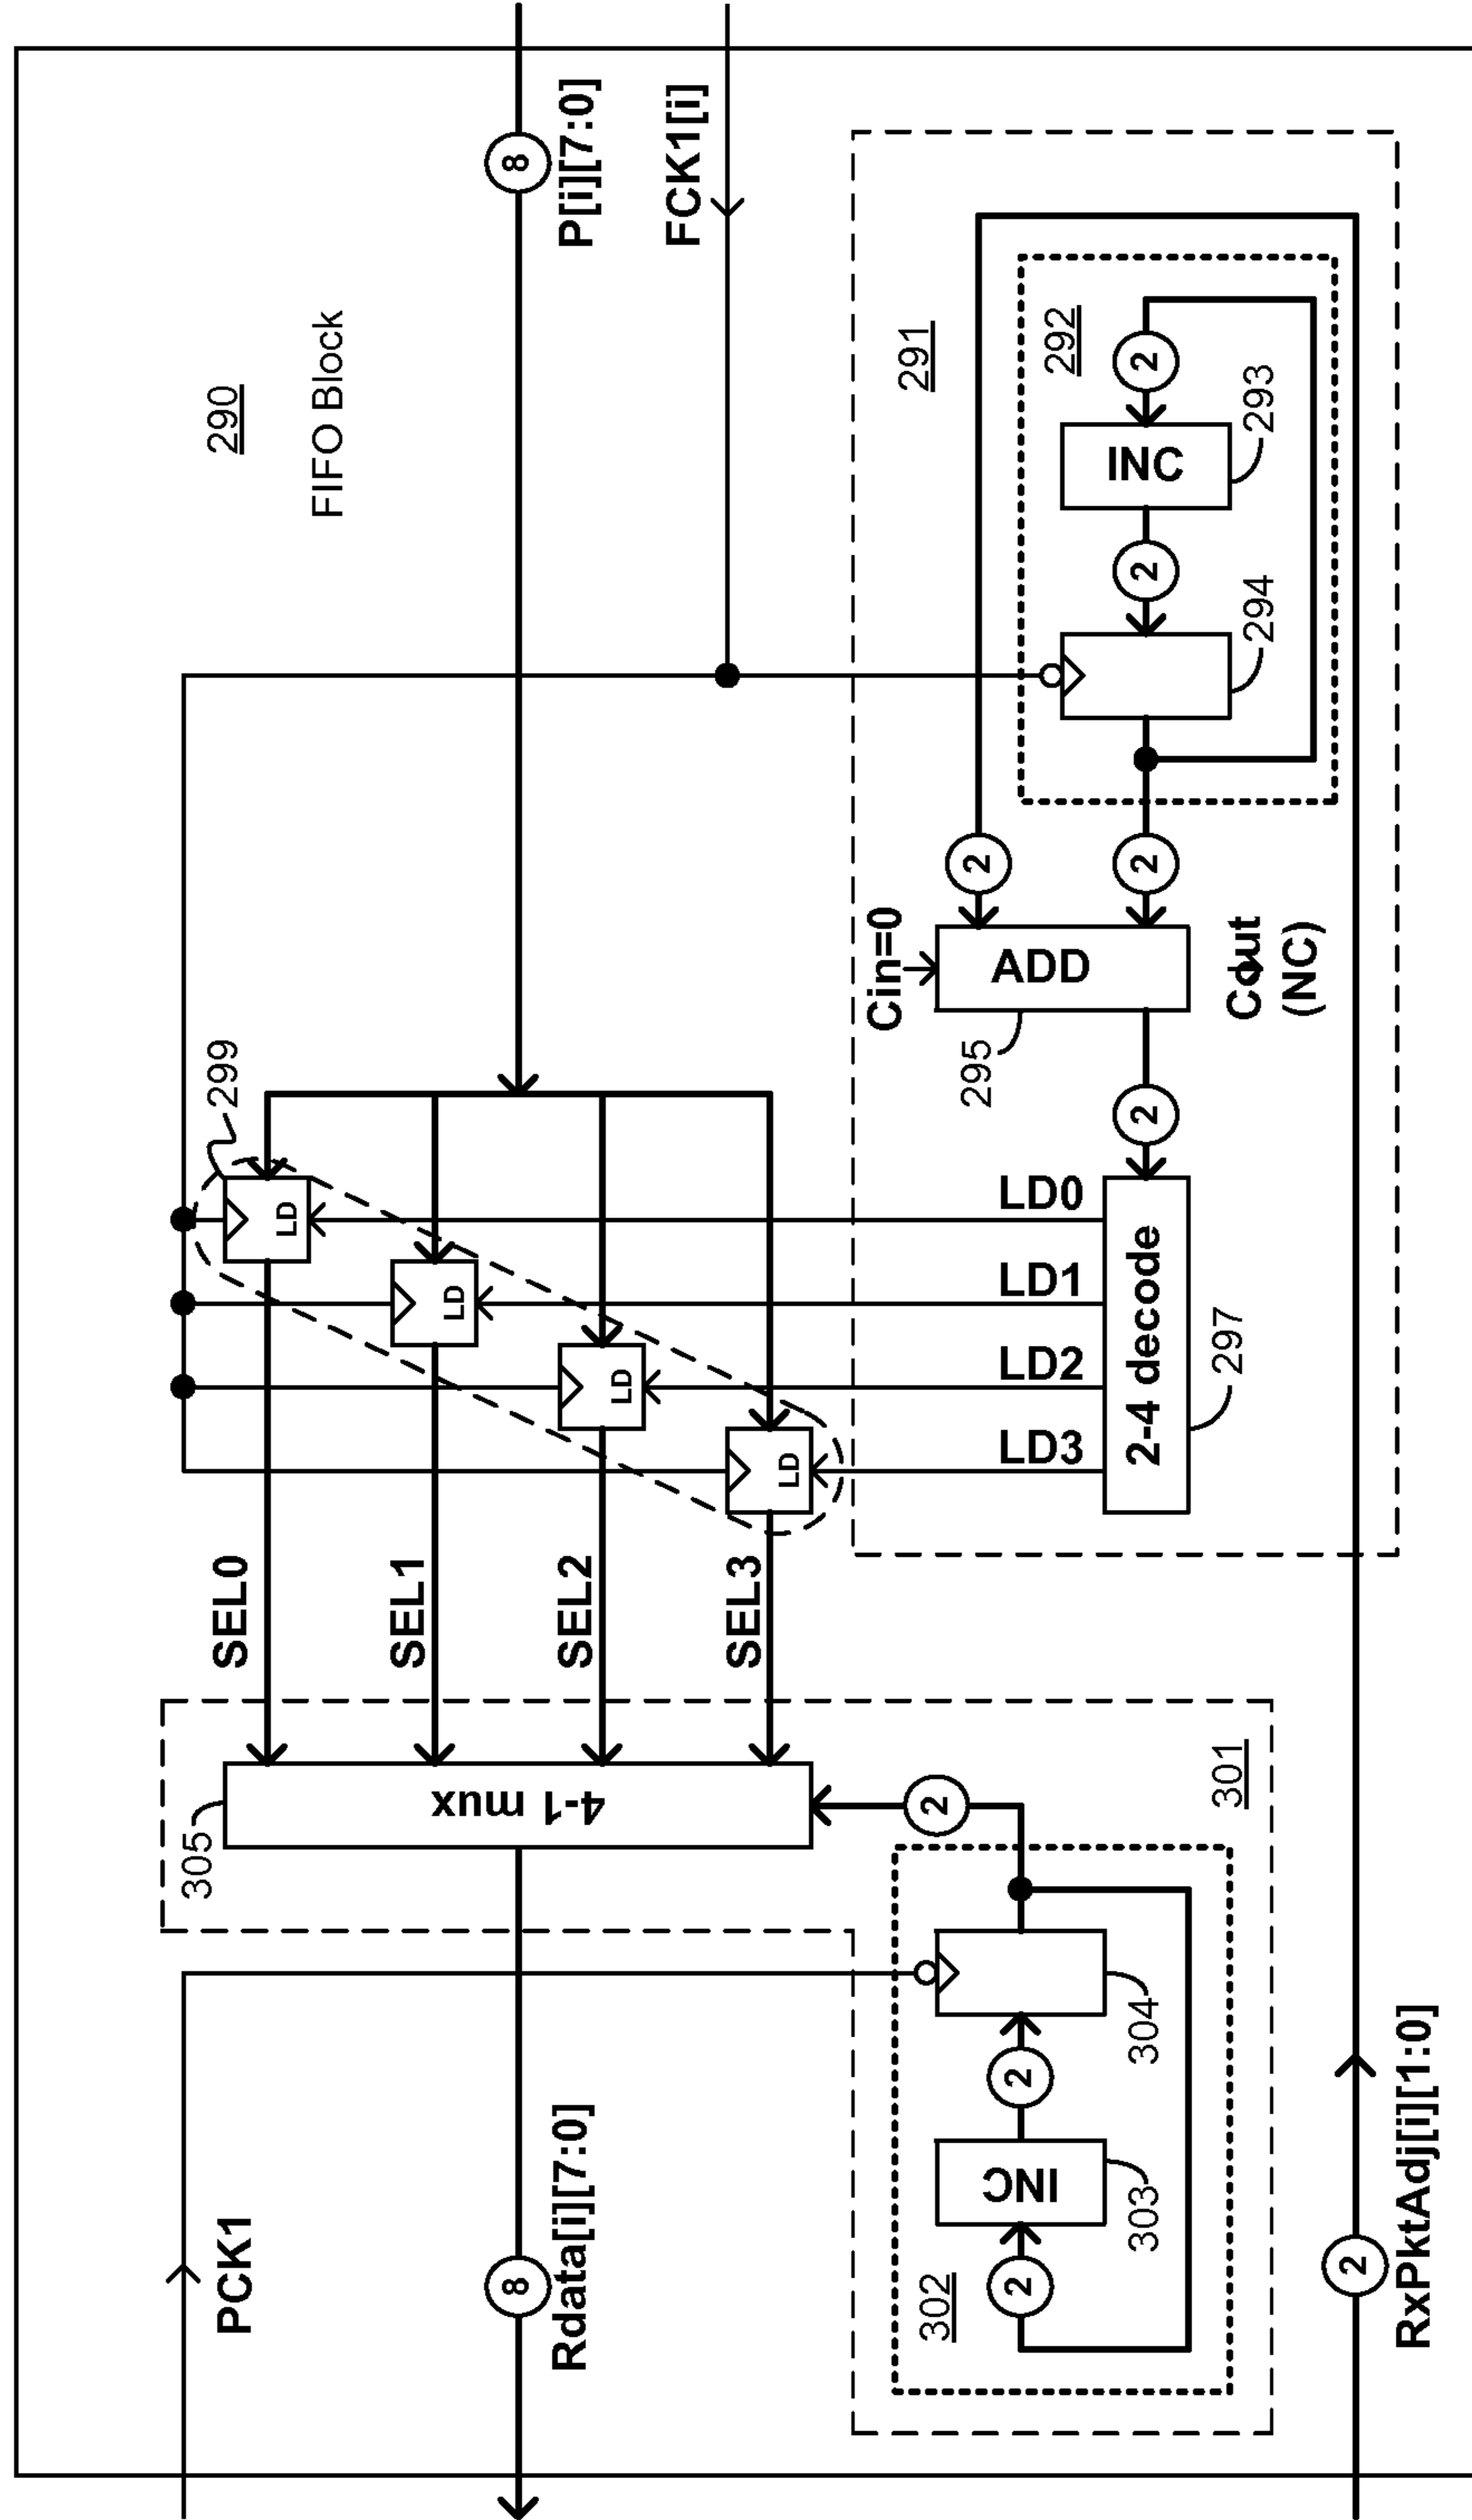 290
FIFO Block
8
P[i][7:0]
FCK1[i]
291
292
2
INC
293
2
294
2
2
Cin=0
ADD
295
Cout
(NC)
2
299
LD
LD
LD
LD
LD0
LD1
LD2
LD3
2-4 decode
297
SEL0
SEL1
SEL2
SEL3
305
4-1 mux
2
301
304
2
INC
303
2
302
PCK1
8
Rdata[i][7:0]
2
RxPktAdj[i][1:0]